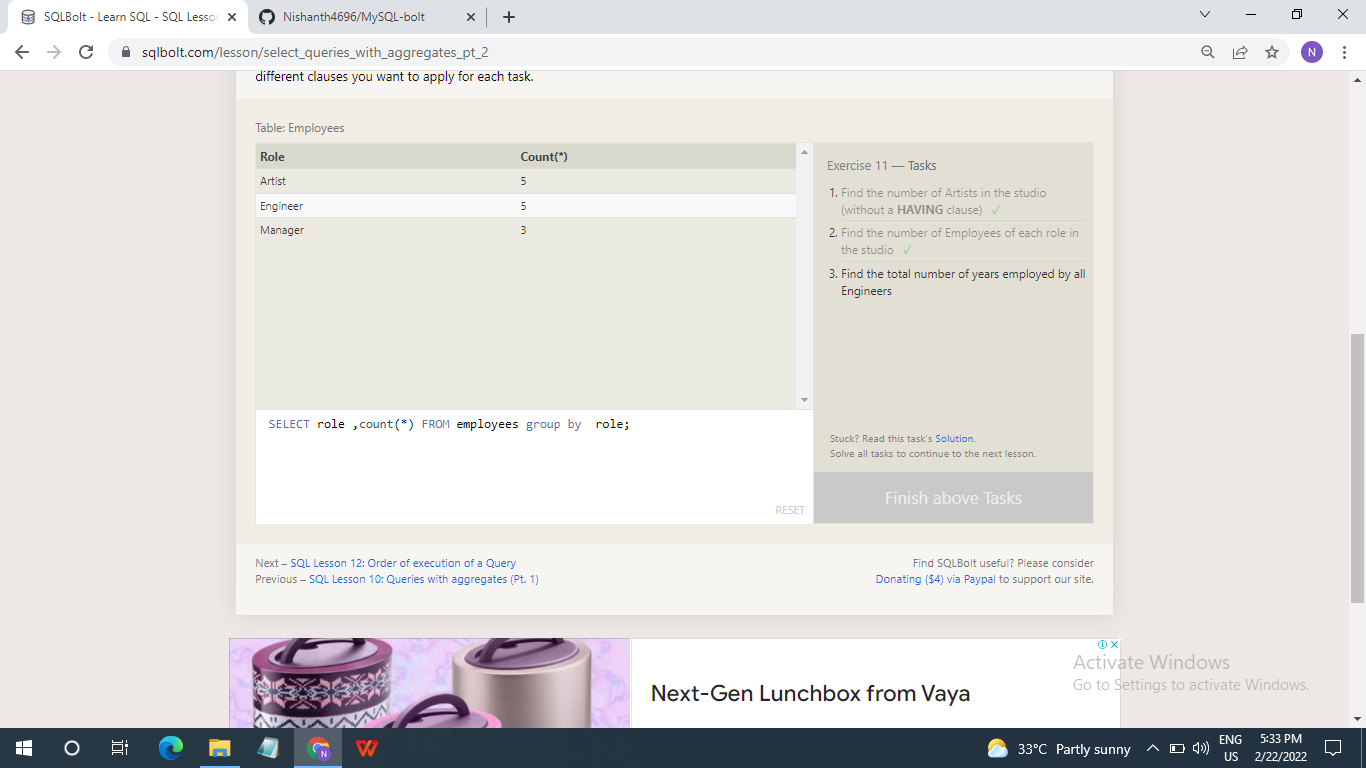 SQLBolt - Learn SQL - SQL Lesson
Nishanth4696/MySQL-bolt
sqlbolt.com/lesson/select_queries_with_aggregates_pt_2
N
different clauses you want to apply for each task.
Table: Employees
Role Count(*)
Artist 5
Engineer 5
Manager 3
SELECT role ,count(*) FROM employees group by  role;
RESET
Exercise 11 — Tasks
1. Find the number of Artists in the studio
(without a HAVING clause) ✓
2. Find the number of Employees of each role in
the studio ✓
3. Find the total number of years employed by all
Engineers
Stuck? Read this task's Solution.
Solve all tasks to continue to the next lesson.
Finish above Tasks
Next – SQL Lesson 12: Order of execution of a Query
Previous – SQL Lesson 10: Queries with aggregates (Pt. 1)
Find SQLBolt useful? Please consider
Donating ($4) via Paypal to support our site.
Next-Gen Lunchbox from Vaya
Activate Windows
Go to Settings to activate Windows.
N
33°C Partly sunny
ENG
US
5:33 PM
2/22/2022